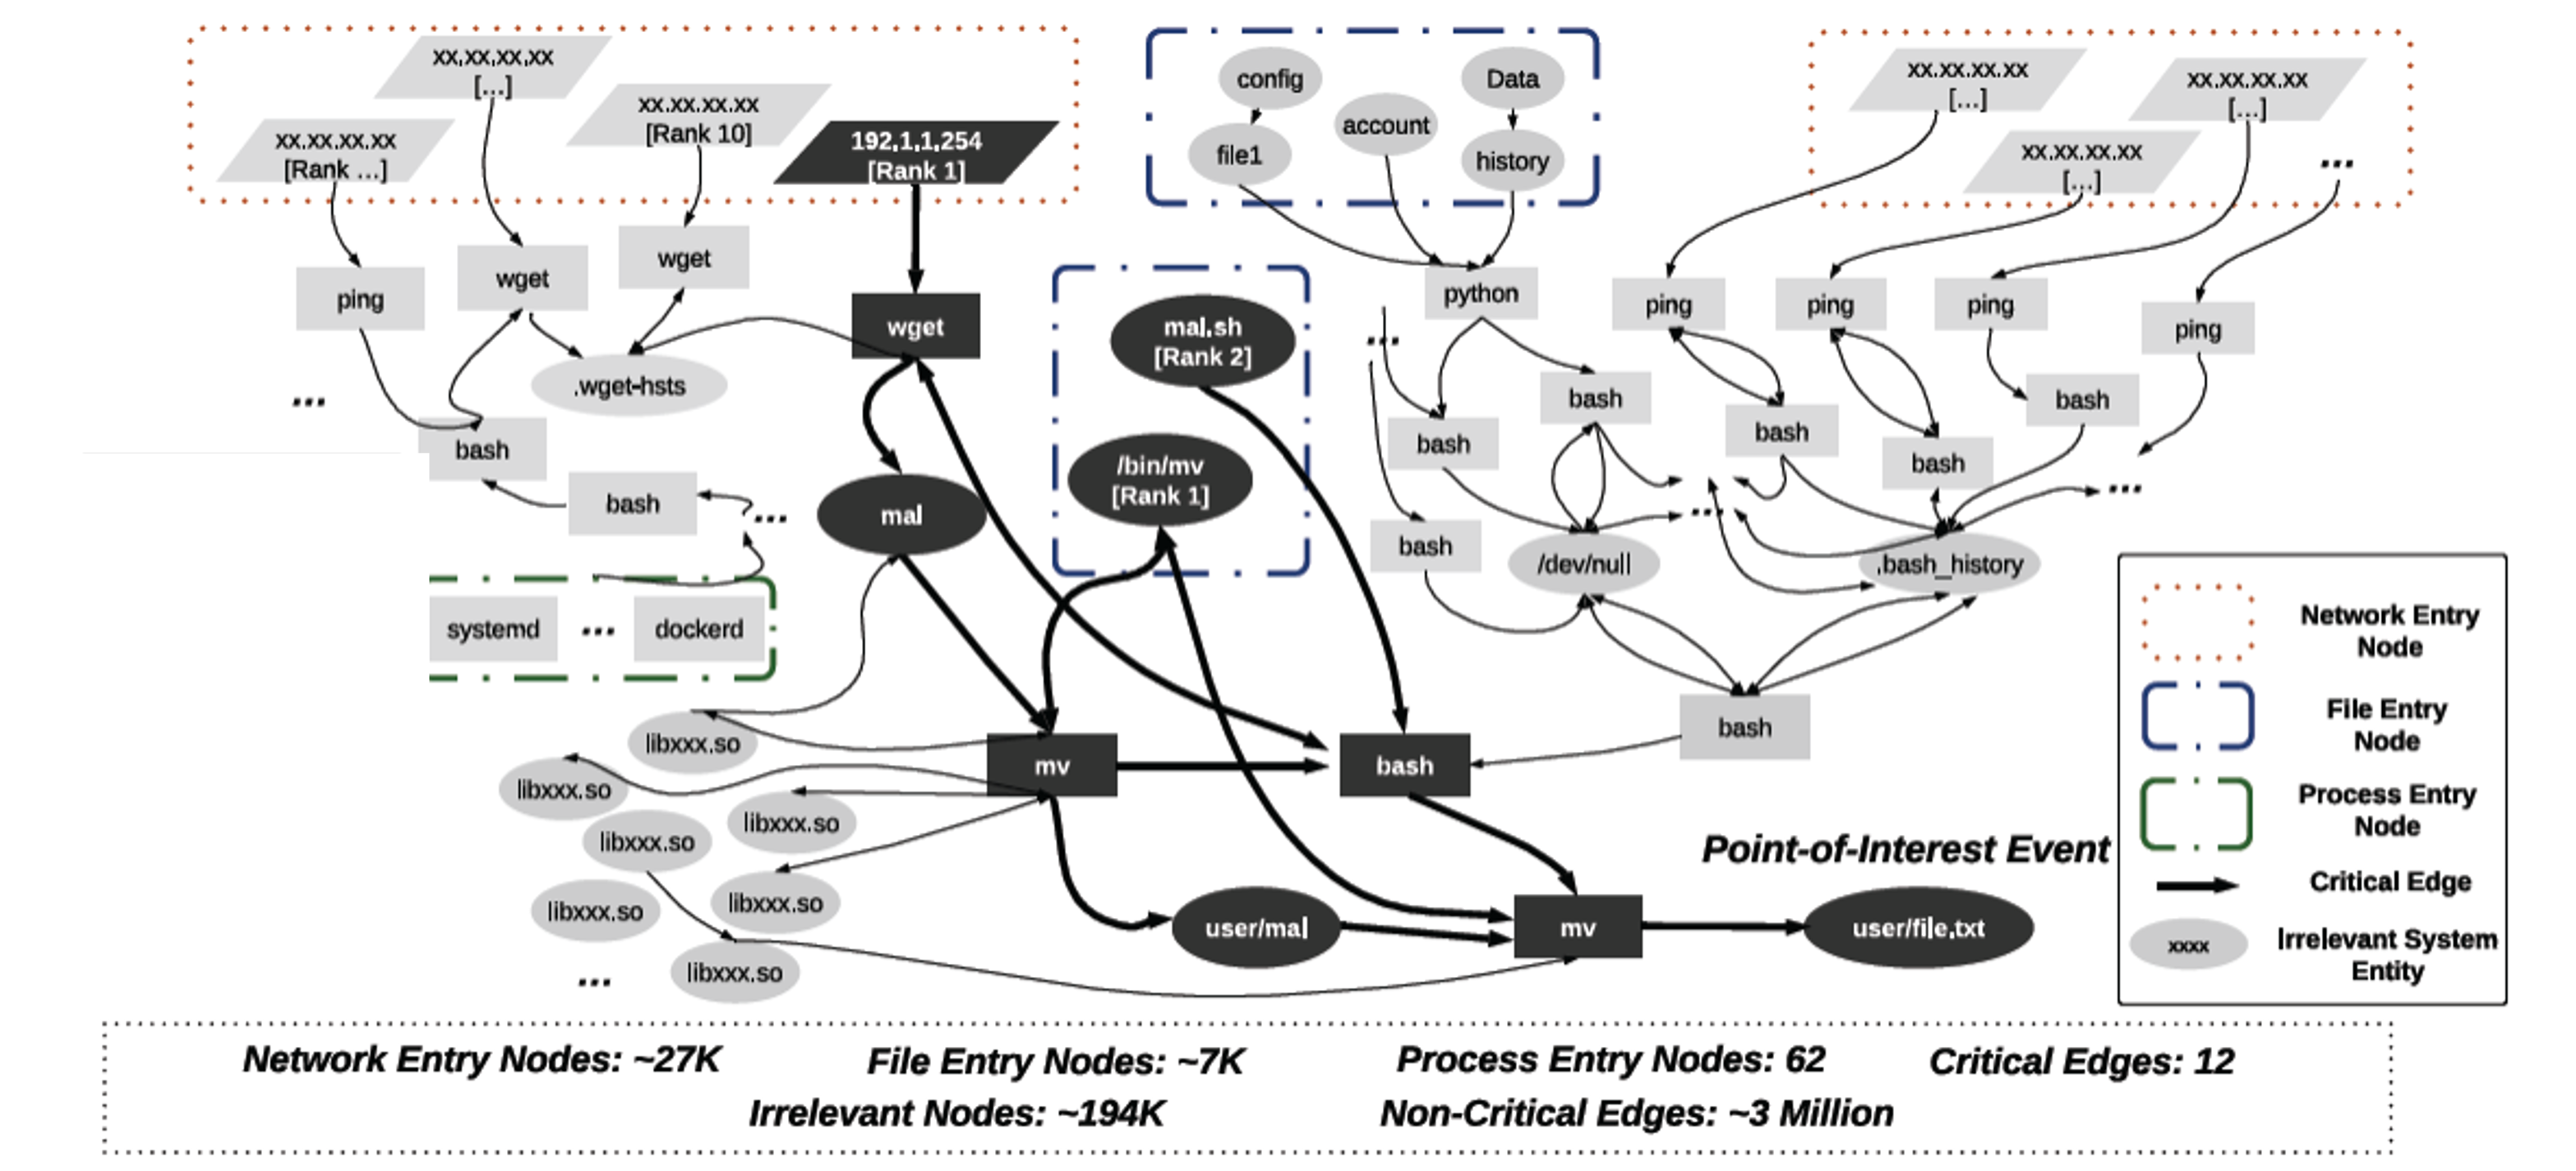 xx.xx.xx.xx
[...]
xx.xx.xx.xx
[Rank 10]
xx.xx.xx.xx
[Rank ...]
192.1.1.254
[Rank 1]
config
Data
account
file1
history
xx.xx.xx.xx
[...]
xx.xx.xx.xx
[...]
xx.xx.xx.xx
[...]
...
ping
wget
wget
wget
.wget-hsts
...
bash
bash
...
mal
systemd
...
dockerd
mal.sh
[Rank 2]
/bin/mv
[Rank 1]
python
...
bash
bash
bash
/dev/null
...
ping
ping
ping
ping
bash
bash
bash
...
.bash_history
bash
libxxx.so
libxxx.so
libxxx.so
libxxx.so
libxxx.so
libxxx.so
libxxx.so
...
mv
bash
user/mal
mv
user/file.txt
Point-of-Interest Event
Network Entry
Node
File Entry
Node
Process Entry
Node
Critical Edge
xxxx
Irrelevant System
Entity
Network Entry Nodes: ~27K
File Entry Nodes: ~7K
Process Entry Nodes: 62
Critical Edges: 12
Irrelevant Nodes: ~194K
Non-Critical Edges: ~3 Million